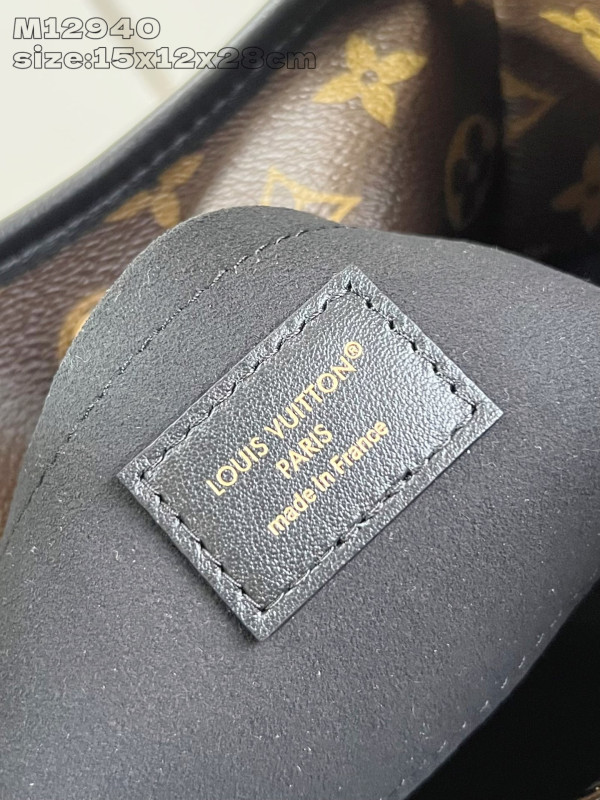 M12940
size:15x12x28cm
LOUIS VUITTON®
PARIS
made in France